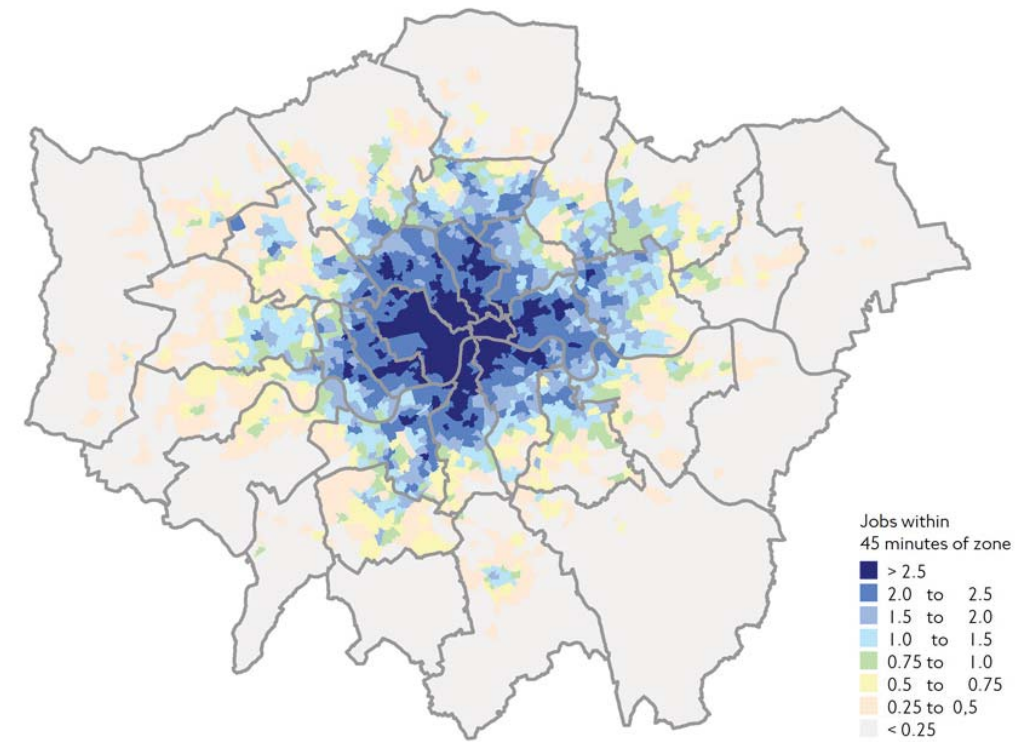 Jobs within
45 minutes of zone
> 2.5
2.0 to 2.5
1.5 to 2.0
1.0 to 1.5
0.75 to 1.0
0.5 to 0.75
0.25 to 0,5
< 0.25